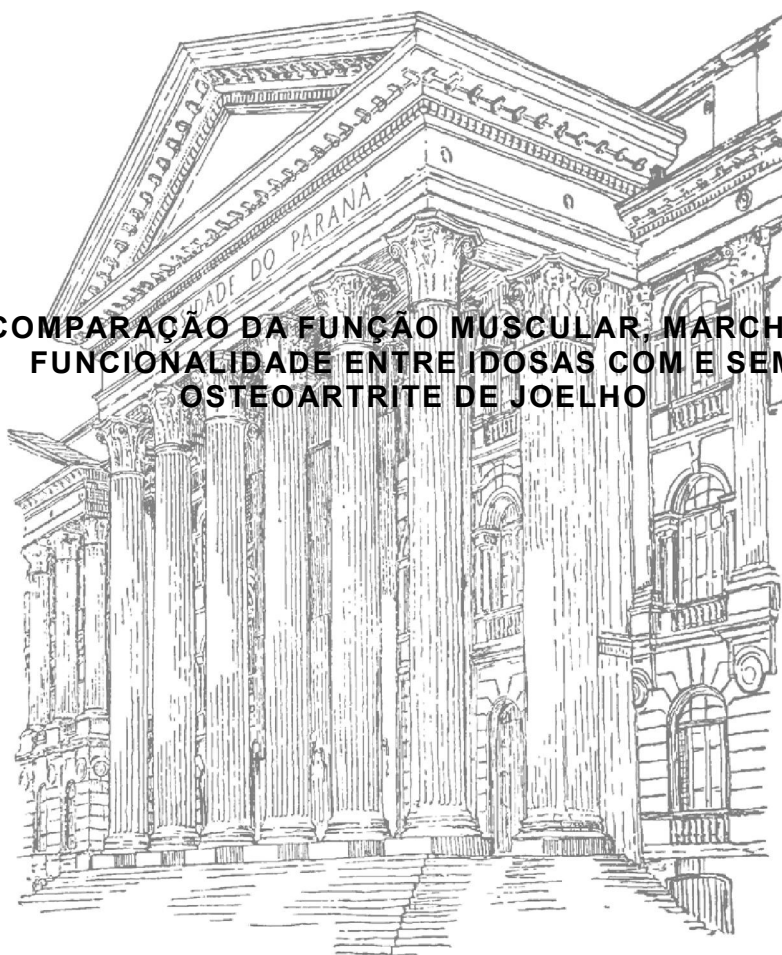 DADE DO PARANÁ
COMPARAÇÃO DA FUNÇÃO MUSCULAR, MARCH
FUNCIONALIDADE ENTRE IDOSAS COM E SEM
OSTEOARTRITE DE JOELHO